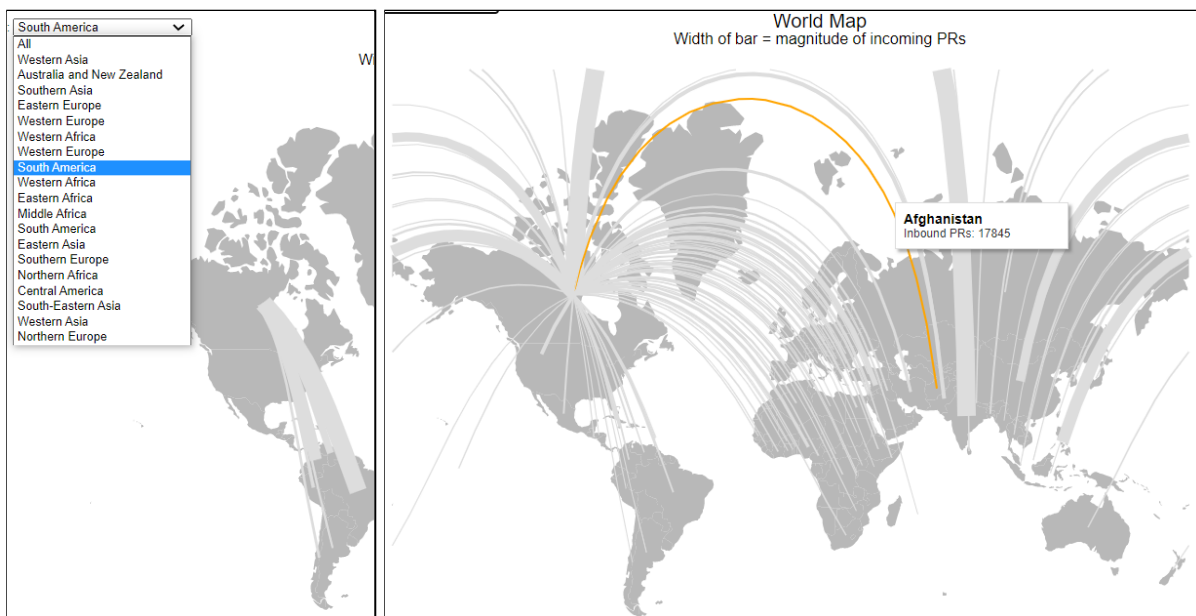 : South America
All
Western Asia
Australia and New Zealand
Southern Asia
Eastern Europe
Western Europe
Western Africa
Western Europe
South America
Western Africa
Eastern Africa
Middle Africa
South America
Eastern Asia
Southern Europe
Northern Africa
Central America
South-Eastern Asia
Western Asia
Northern Europe
Wi
World Map
Width of bar = magnitude of incoming PRs
Afghanistan
Inbound PRs: 17845